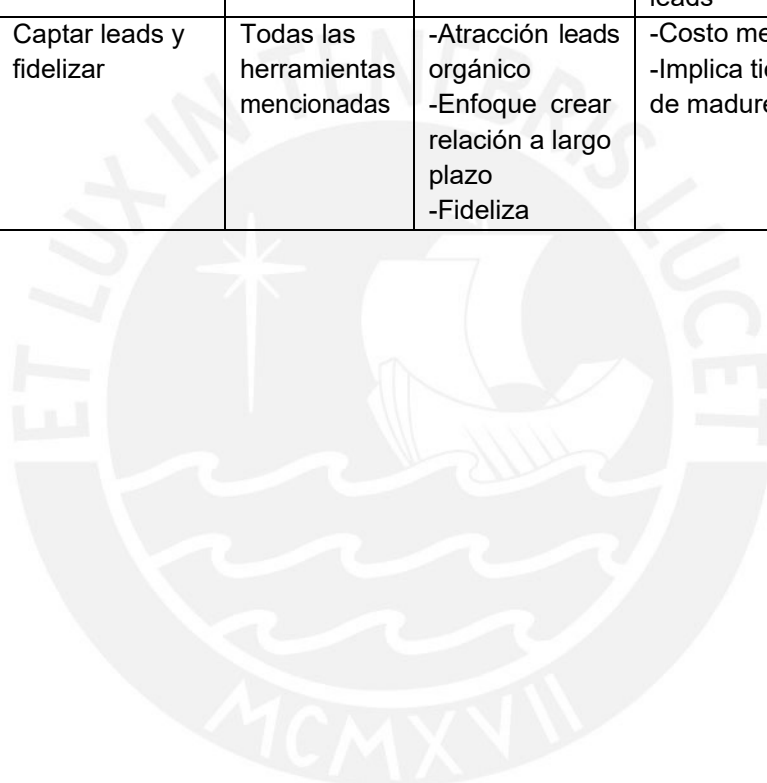 leads
Captar leads y
fidelizar
Todas las
herramientas
mencionadas
-Atracción leads
orgánico
-Enfoque crear
relación a largo
plazo
-Fideliza
-Costo me
-Implica
de madure
ET LUX IN TENEBRIS LUCET
MCMXVII